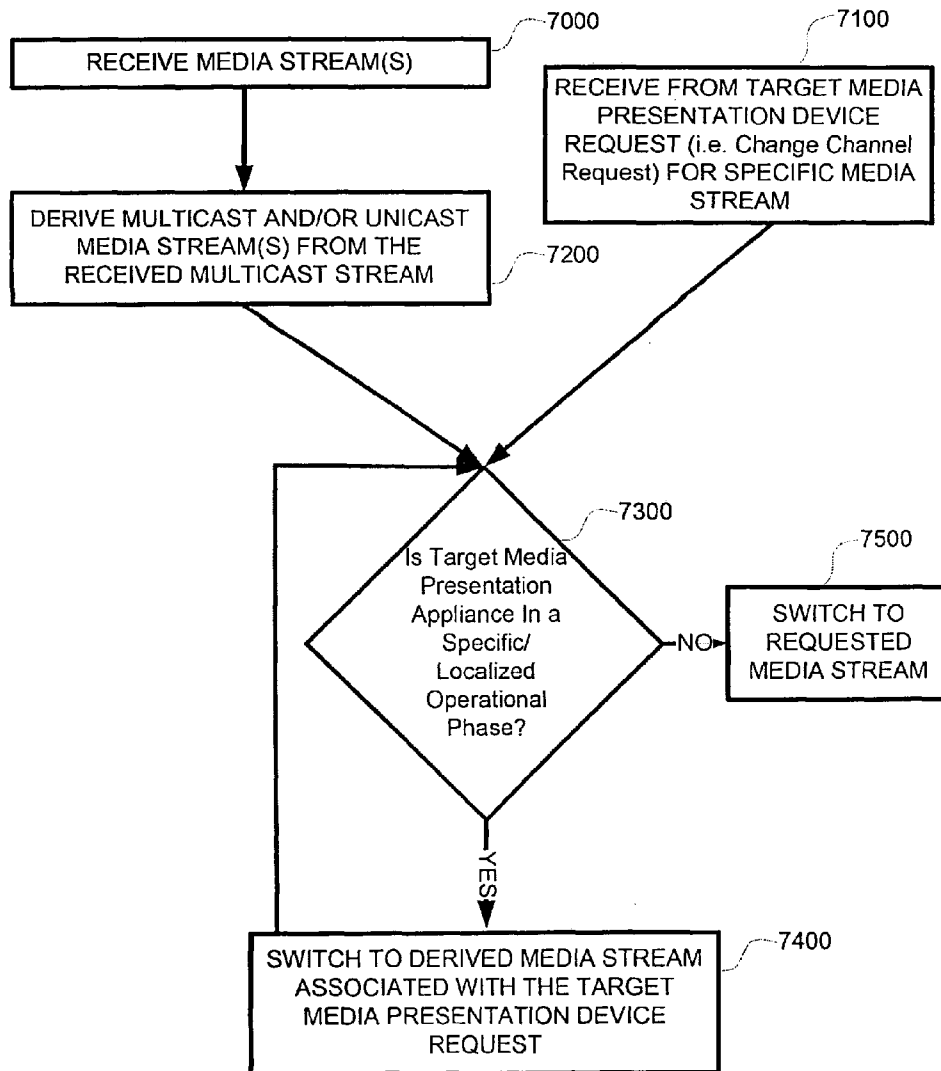 7000
RECEIVE MEDIA STREAM(S)
7100
RECEIVE FROM TARGET MEDIA
PRESENTATION DEVICE
REQUEST (i.e. Change Channel
Request) FOR SPECIFIC MEDIA
STREAM
DERIVE MULTICAST AND/OR UNICAST
MEDIA STREAM(S) FROM THE
RECEIVED MULTICAST STREAM
7200
7300
Is Target Media
Presentation
Appliance In a
Specific/
Localized
Operational
Phase?
NO
7500
SWITCH TO
REQUESTED
MEDIA STREAM
YES
7400
SWITCH TO DERIVED MEDIA STREAM
ASSOCIATED WITH THE TARGET
MEDIA PRESENTATION DEVICE
REQUEST